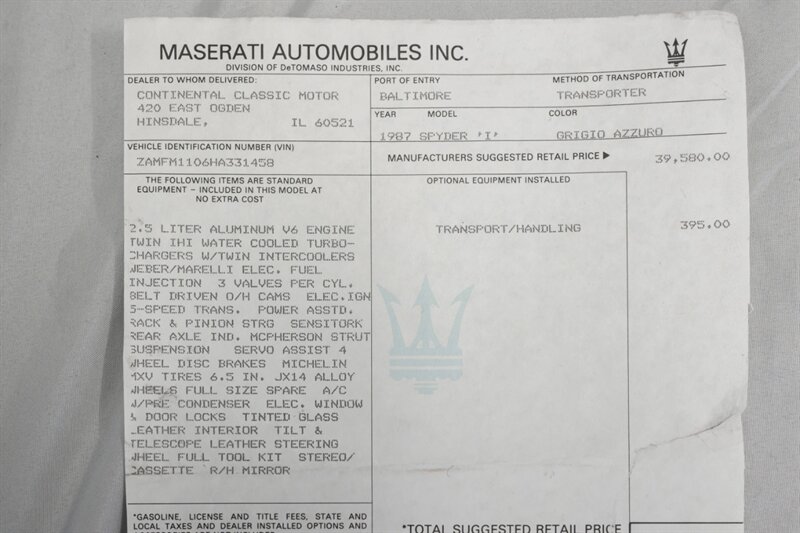 MASERATI AUTOMOBILES INC.
DIVISION OF DeTOMASO INDUSTRIES, INC.
DEALER TO WHOM DELIVERED:
CONTINENTAL CLASSIC MOTOR
420 EAST OGDEN
HINSDALE, IL 60521
PORT OF ENTRY
BALTIMORE
METHOD OF TRANSPORTATION
TRANSPORTER
YEAR MODEL COLOR
1987 SPYDER "I" GRIGIO AZZURO
VEHICLE IDENTIFICATION NUMBER (VIN)
ZAMFM1106HA331458
MANUFACTURERS SUGGESTED RETAIL PRICE ▶ 39,580.00
THE FOLLOWING ITEMS ARE STANDARD
EQUIPMENT – INCLUDED IN THIS MODEL AT
NO EXTRA COST
OPTIONAL EQUIPMENT INSTALLED
TRANSPORT/HANDLING 395.00
2.5 LITER ALUMINUM V6 ENGINE
TWIN IHI WATER COOLED TURBO-
CHARGERS W/TWIN INTERCOOLERS
WEBER/MARELLI ELEC. FUEL
INJECTION 3 VALVES PER CYL.
BELT DRIVEN O/H CAMS ELEC.IGN
5-SPEED TRANS. POWER ASSTD.
RACK & PINION STRG SENSITORK
REAR AXLE IND. MCPHERSON STRUT
SUSPENSION SERVO ASSIST 4
WHEEL DISC BRAKES MICHELIN
MXV TIRES 6.5 IN. JX14 ALLOY
WHEELS FULL SIZE SPARE A/C
W/PRE CONDENSER ELEC. WINDOW
& DOOR LOCKS TINTED GLASS
LEATHER INTERIOR TILT &
TELESCOPE LEATHER STEERING
WHEEL FULL TOOL KIT STEREO/
CASSETTE R/H MIRROR
*GASOLINE, LICENSE AND TITLE FEES, STATE AND
LOCAL TAXES AND DEALER INSTALLED OPTIONS AND
*TOTAL SUGGESTED RETAIL PRICE